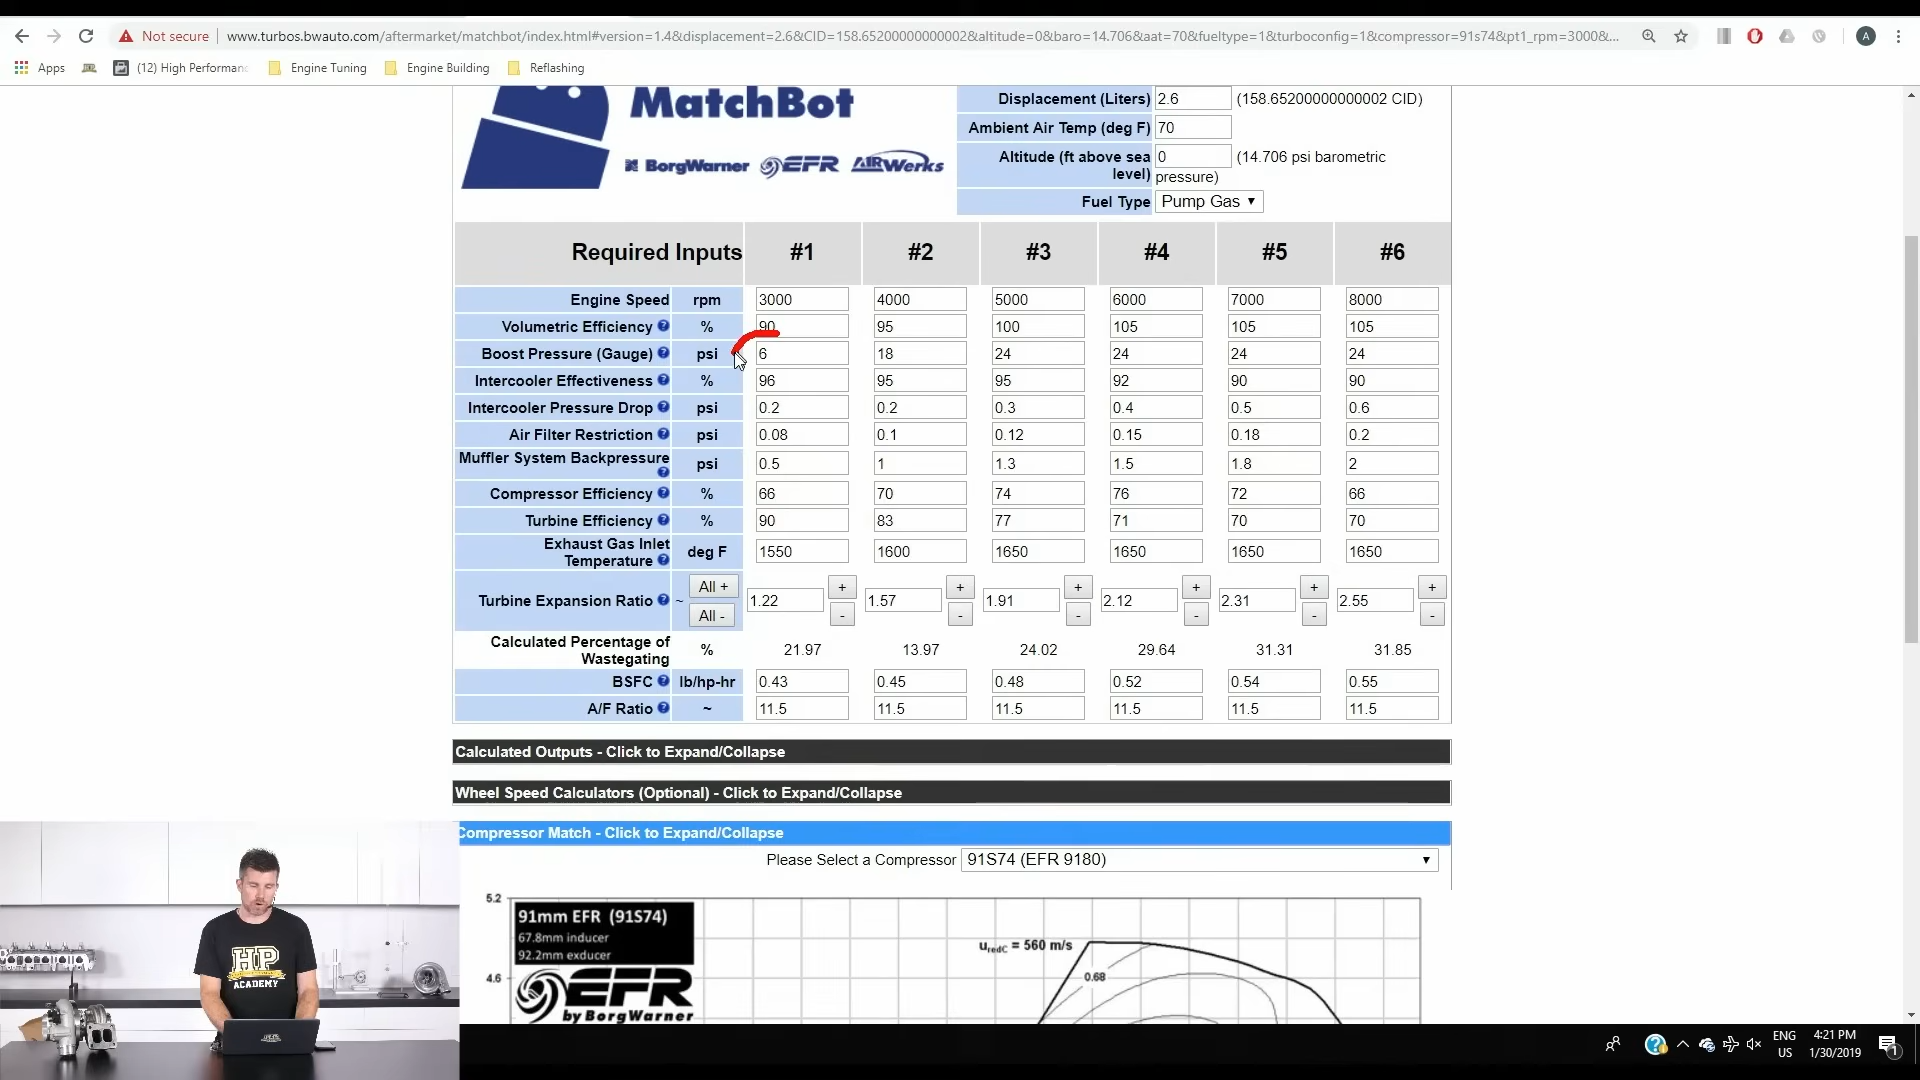 Not secure
www.turbos.bwauto.com/aftermarket/matchbot/index.html#version=1.4&displacement=2.6&CID=158.65200000000002&altitude=0&baro=14.706&aat=70&fueltype=1&turboconfig=1&compressor=91s74&pt1_rpm=3000&...
A
Apps
(12) High Performan
Engine Tuning
Engine Building
Reflashing
MatchBot
BorgWarner EFR AIRWerks
Displacement (Liters) 2.6 (158.65200000000002 CID)
Ambient Air Temp (deg F) 70
Altitude (ft above sea level) 0 (14.706 psi barometric pressure)
Fuel Type Pump Gas
Required Inputs #1 #2 #3 #4 #5 #6
Engine Speed rpm 3000 4000 5000 6000 7000 8000
Volumetric Efficiency % 90 95 100 105 105 105
Boost Pressure (Gauge) psi 6 18 24 24 24 24
Intercooler Effectiveness % 96 95 95 92 90 90
Intercooler Pressure Drop psi 0.2 0.2 0.3 0.4 0.5 0.6
Air Filter Restriction psi 0.08 0.1 0.12 0.15 0.18 0.2
Muffler System Backpressure psi 0.5 1 1.3 1.5 1.8 2
Compressor Efficiency % 66 70 74 76 72 66
Turbine Efficiency % 90 83 77 71 70 70
Exhaust Gas Inlet Temperature deg F 1550 1600 1650 1650 1650 1650
Turbine Expansion Ratio ~ All + All - 1.22 + - 1.57 + - 1.91 + - 2.12 + - 2.31 + - 2.55 + -
Calculated Percentage of Wastegating % 21.97 13.97 24.02 29.64 31.31 31.85
BSFC lb/hp-hr 0.43 0.45 0.48 0.52 0.54 0.55
A/F Ratio ~ 11.5 11.5 11.5 11.5 11.5 11.5
Calculated Outputs - Click to Expand/Collapse
Wheel Speed Calculators (Optional) - Click to Expand/Collapse
Compressor Match - Click to Expand/Collapse
Please Select a Compressor 91S74 (EFR 9180)
5.2
91mm EFR (91S74)
67.8mm inducer
92.2mm exducer
EFR
by BorgWarner
4.6
uredC = 560 m/s
0.68
HP
ACADEMY
ENG
US
4:21 PM
1/30/2019
1